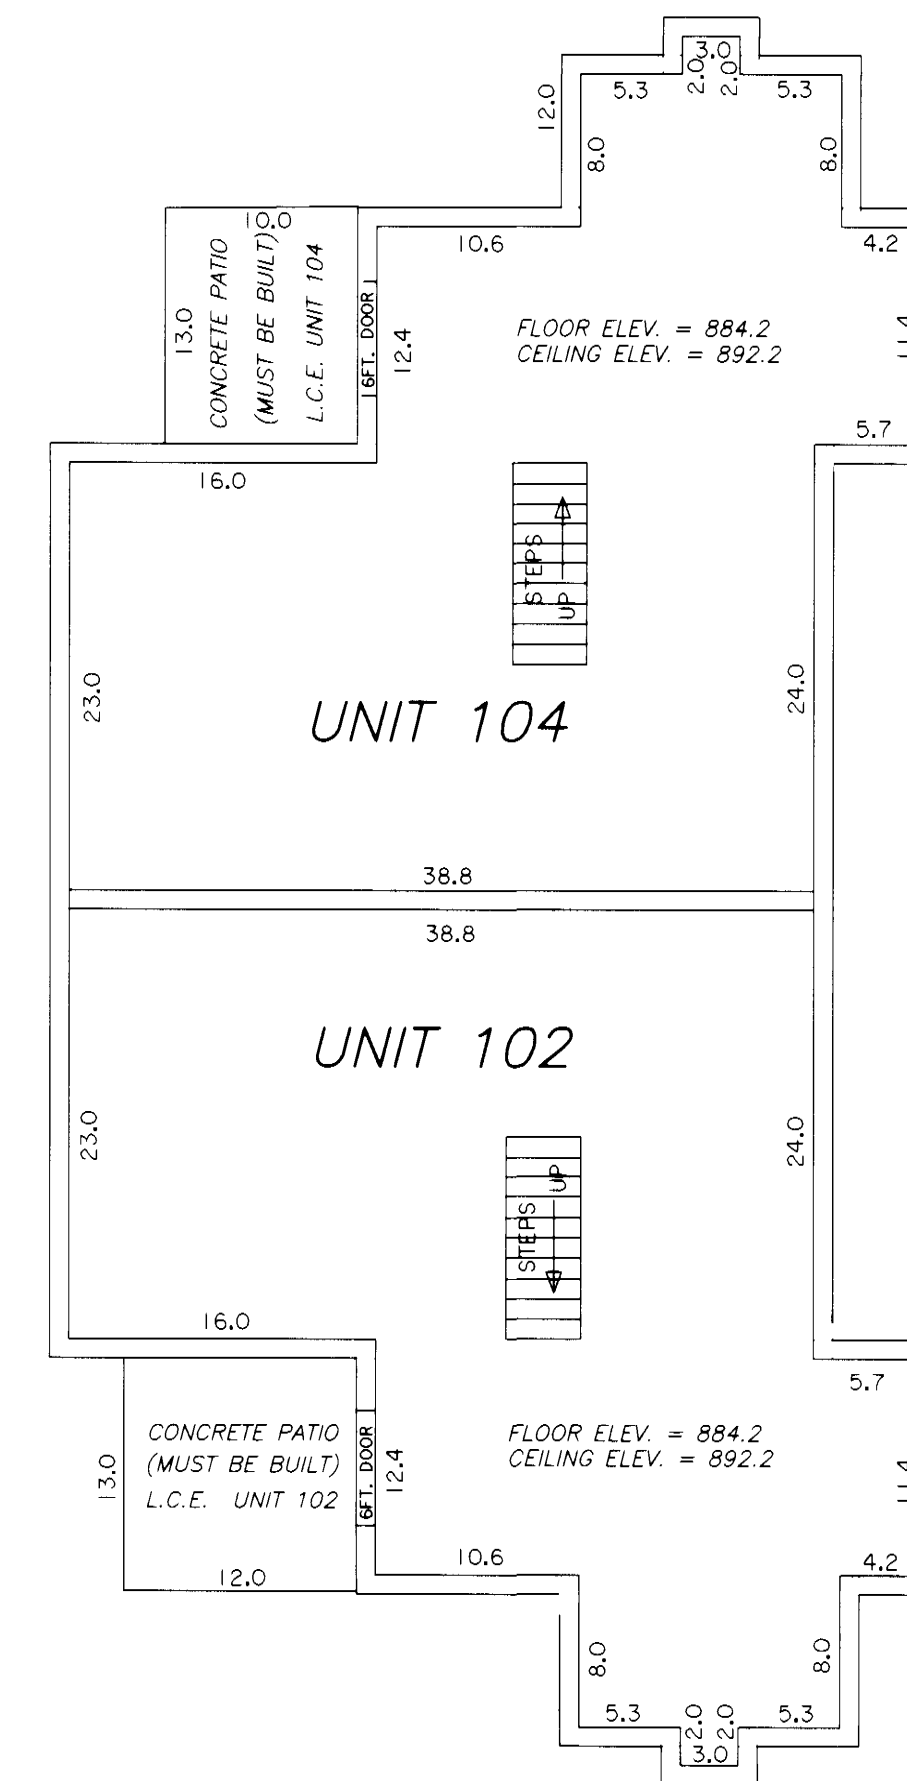 3.0
2.0
2.0
5.3
5.3
12.0
8.0
8.0
10.0
10.6
4.2
CONCRETE PATIO
(MUST BE BUILT)
L.C.E. UNIT 104
13.0
6FT. DOOR
12.4
FLOOR ELEV. = 884.2
CEILING ELEV. = 892.2
5.7
16.0
STEPS
UP
23.0
24.0
UNIT 104
38.8
38.8
UNIT 102
23.0
24.0
STEPS
UP
16.0
5.7
CONCRETE PATIO
(MUST BE BUILT)
L.C.E. UNIT 102
13.0
6FT. DOOR
12.4
FLOOR ELEV. = 884.2
CEILING ELEV. = 892.2
12.0
10.6
4.2
8.0
8.0
5.3
2.0
2.0
5.3
3.0